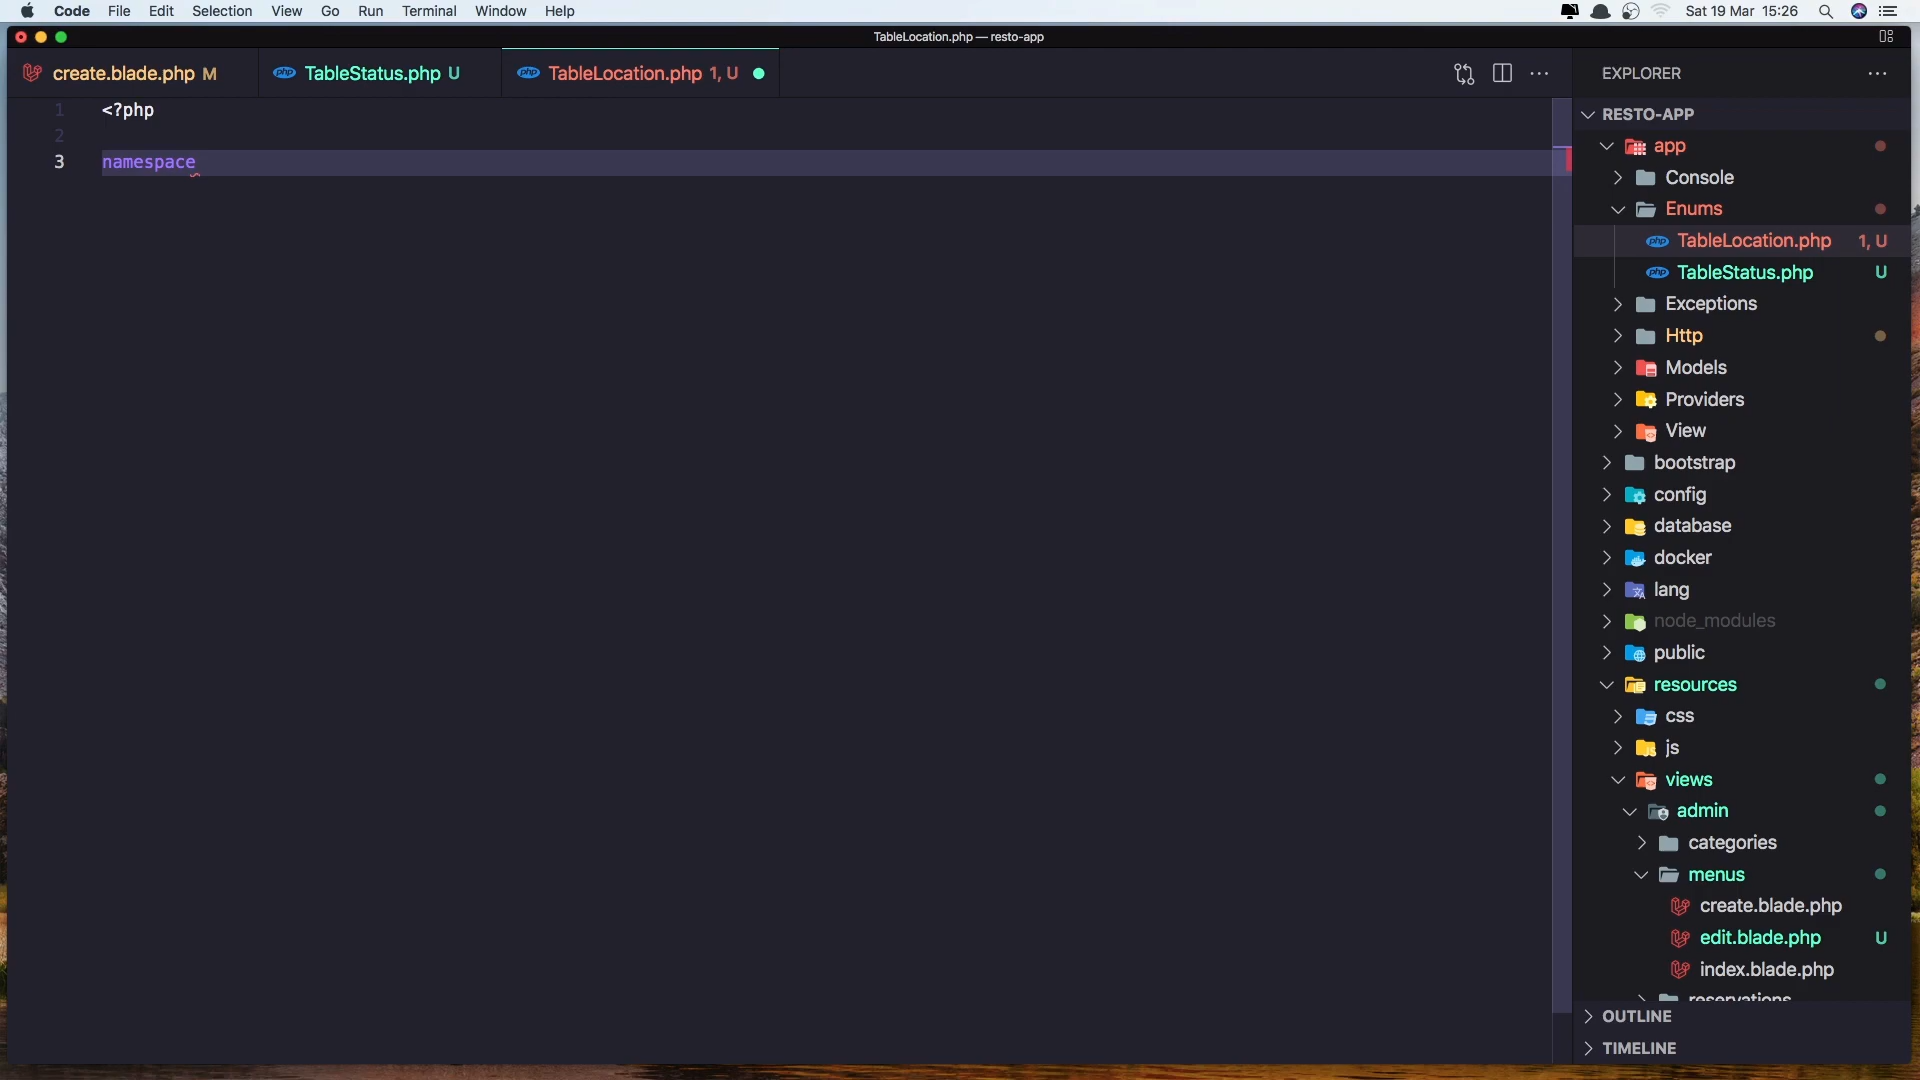 Code File Edit Selection View Go Run Terminal Window Help Sat 19 Mar 15:26
TableLocation.php — resto-app
create.blade.php M
TableStatus.php U
TableLocation.php 1, U
1 <?php
2
3 namespace
EXPLORER
RESTO-APP
app
Console
Enums
TableLocation.php 1, U
TableStatus.php U
Exceptions
Http
Models
Providers
View
bootstrap
config
database
docker
lang
node_modules
public
resources
css
js
views
admin
categories
menus
create.blade.php
edit.blade.php U
index.blade.php
reservations
OUTLINE
TIMELINE